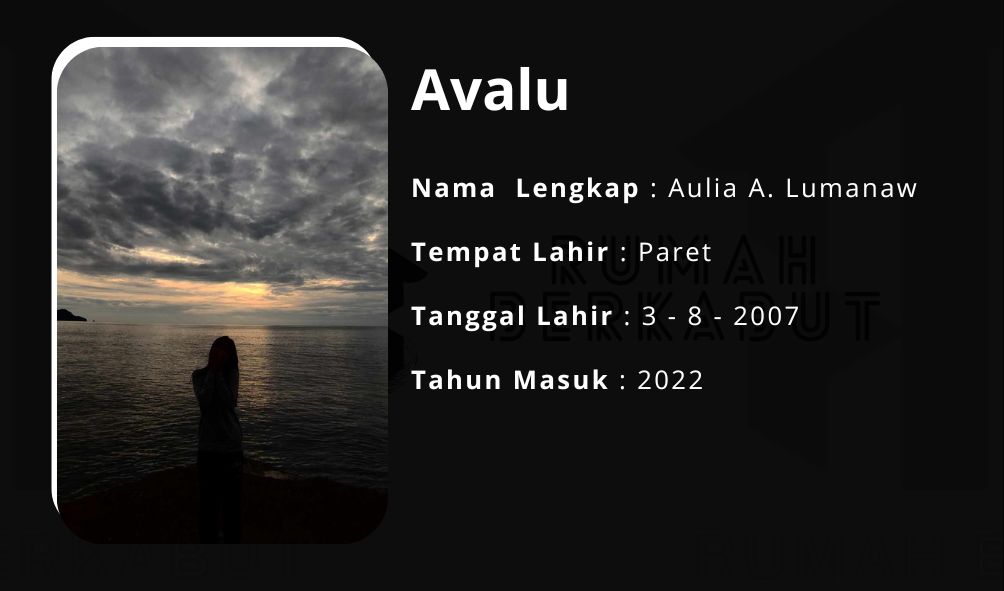 Avalu
Nama Lengkap : Aulia A. Lumanaw
Tempat Lahir : Paret
RUMAH
BERKABUT
Tanggal Lahir : 3 - 8 - 2007
Tahun Masuk : 2022
ERKABUT
RUMAH B